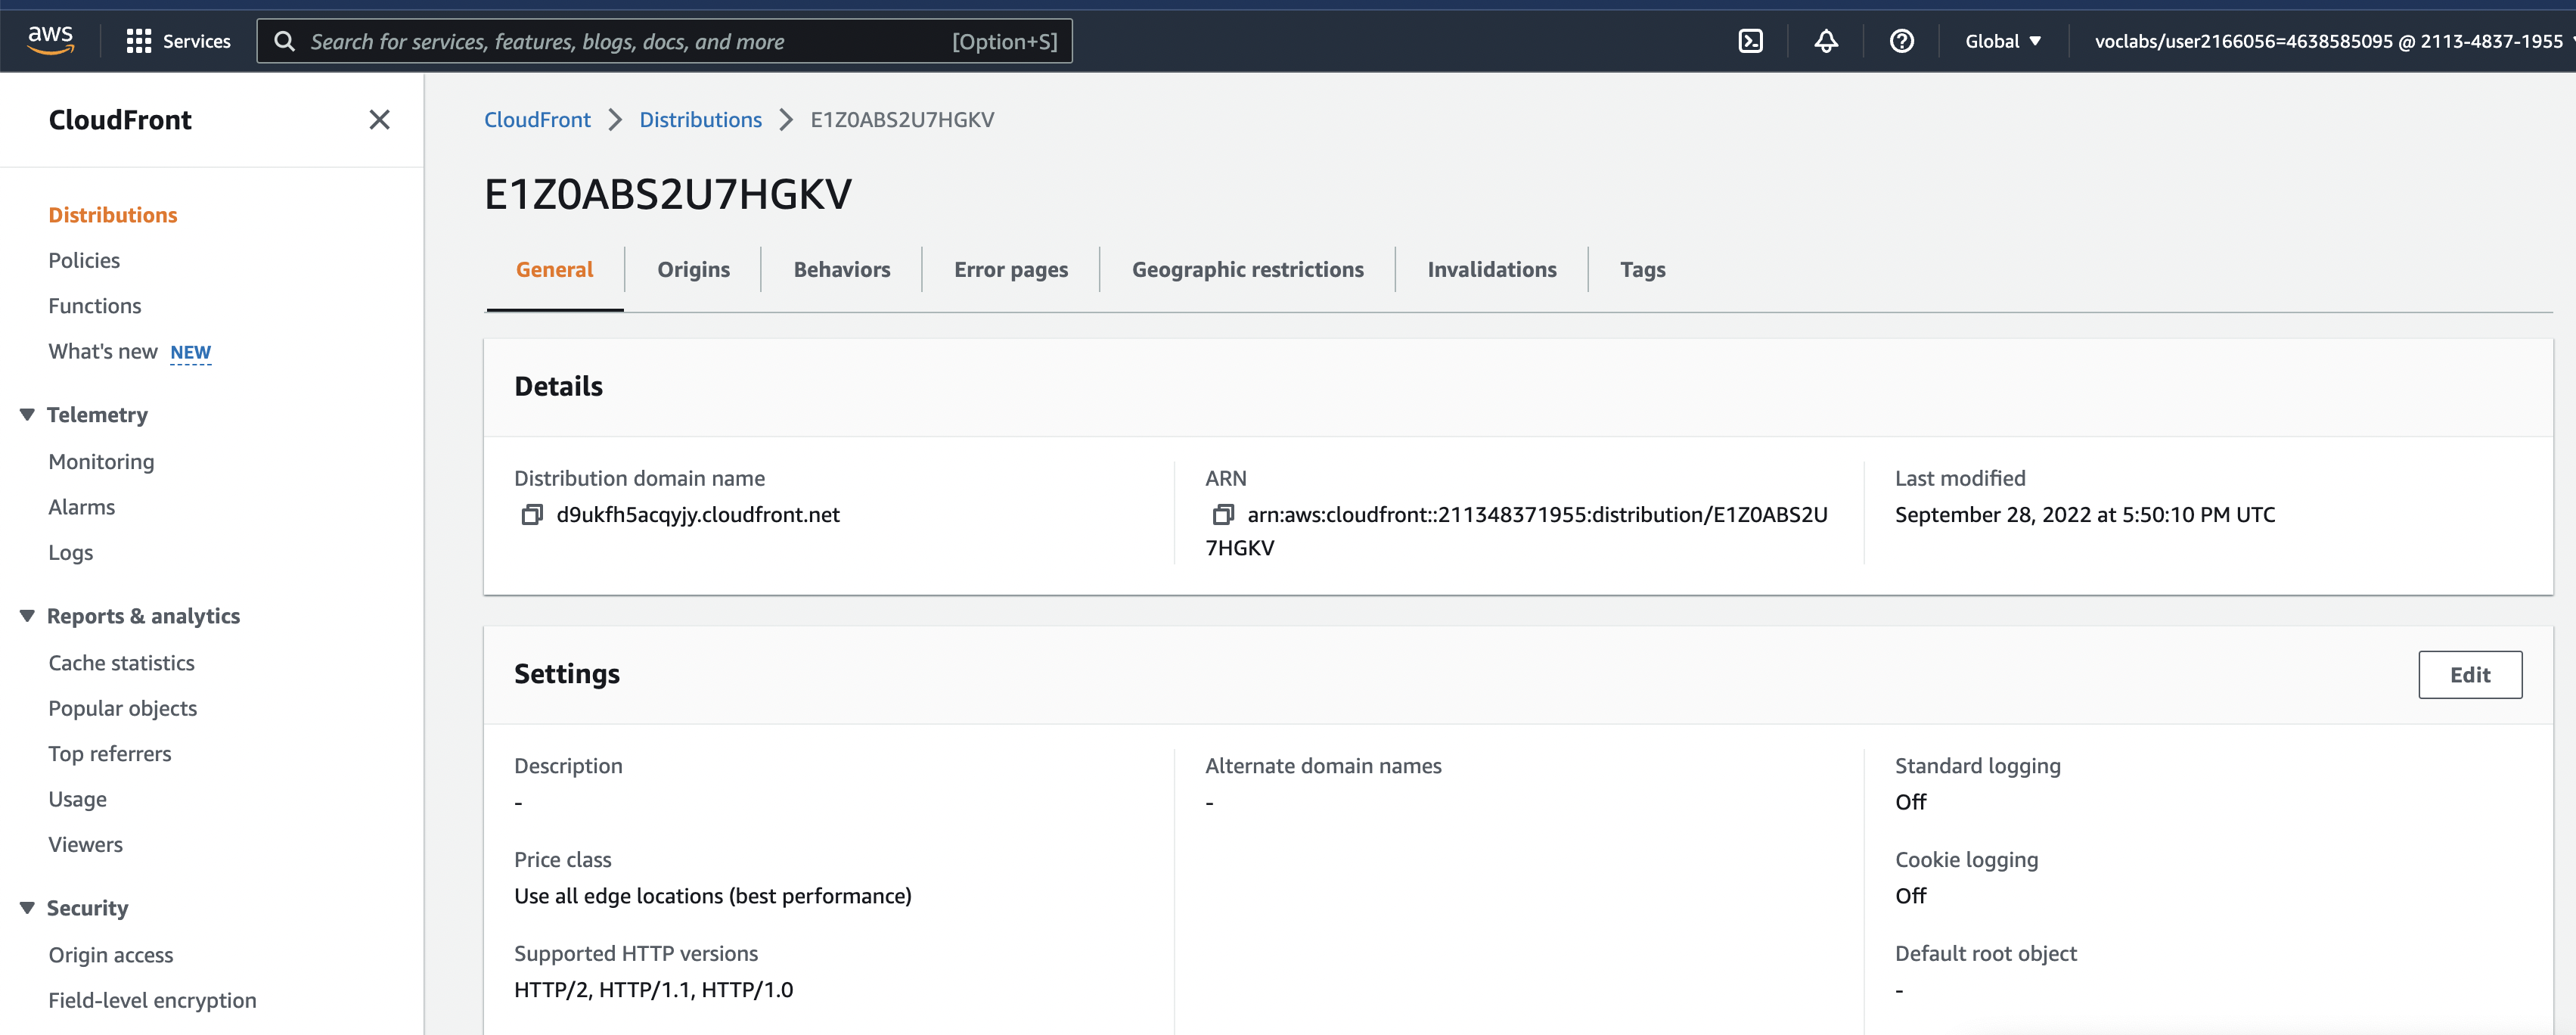 aws
Services
Search for services, features, blogs, docs, and more [Option+S]
Global
voclabs/user2166056=4638585095 @ 2113-4837-1955
CloudFront
Distributions
Policies
Functions
What's new NEW
Telemetry
Monitoring
Alarms
Logs
Reports & analytics
Cache statistics
Popular objects
Top referrers
Usage
Viewers
Security
Origin access
Field-level encryption
CloudFront
Distributions
E1Z0ABS2U7HGKV
E1Z0ABS2U7HGKV
General
Origins
Behaviors
Error pages
Geographic restrictions
Invalidations
Tags
Details
Distribution domain name
d9ukfh5acqyjy.cloudfront.net
ARN
arn:aws:cloudfront::211348371955:distribution/E1Z0ABS2U
7HGKV
Last modified
September 28, 2022 at 5:50:10 PM UTC
Settings
Edit
Description
-
Price class
Use all edge locations (best performance)
Supported HTTP versions
HTTP/2, HTTP/1.1, HTTP/1.0
Alternate domain names
-
Standard logging
Off
Cookie logging
Off
Default root object
-